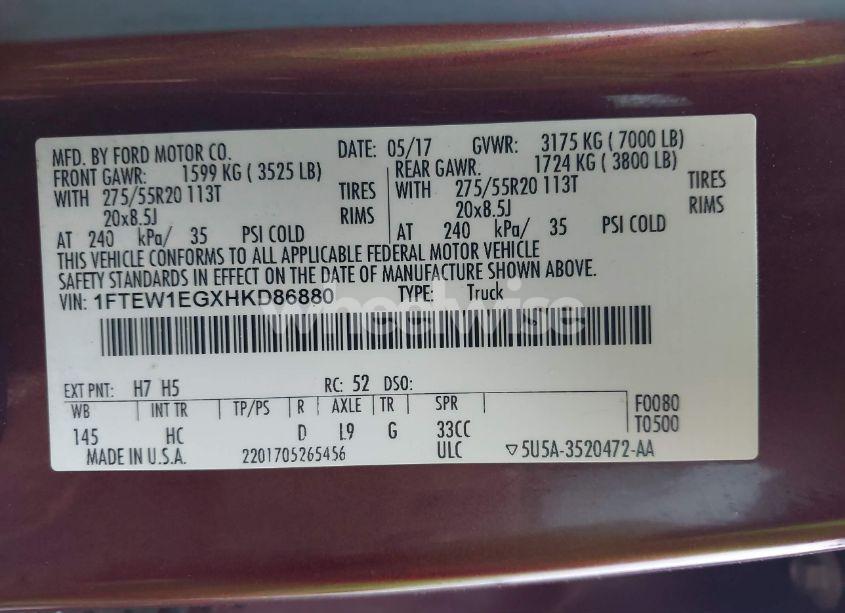 MFD. BY FORD MOTOR CO. DATE: 05/17 GVWR: 3175 KG ( 7000 LB)
FRONT GAWR: 1599 KG ( 3525 LB) REAR GAWR: 1724 KG ( 3800 LB)
WITH 275/55R20 113T TIRES WITH 275/55R20 113T TIRES
20x8.5J RIMS 20x8.5J RIMS
AT 240 kPa/ 35 PSI COLD AT 240 kPa/ 35 PSI COLD
THIS VEHICLE CONFORMS TO ALL APPLICABLE FEDERAL MOTOR VEHICLE
SAFETY STANDARDS IN EFFECT ON THE DATE OF MANUFACTURE SHOWN ABOVE.
VIN: 1FTEW1EGXHKD86880 TYPE: Truck
wheelwise
EXT PNT: H7 H5 RC: 52 DSO:
WB INT TR TP/PS R AXLE TR SPR F0080
145 HC D L9 G 33CC T0500
MADE IN U.S.A. 2201705265456 ULC ▽5U5A-3520472-AA